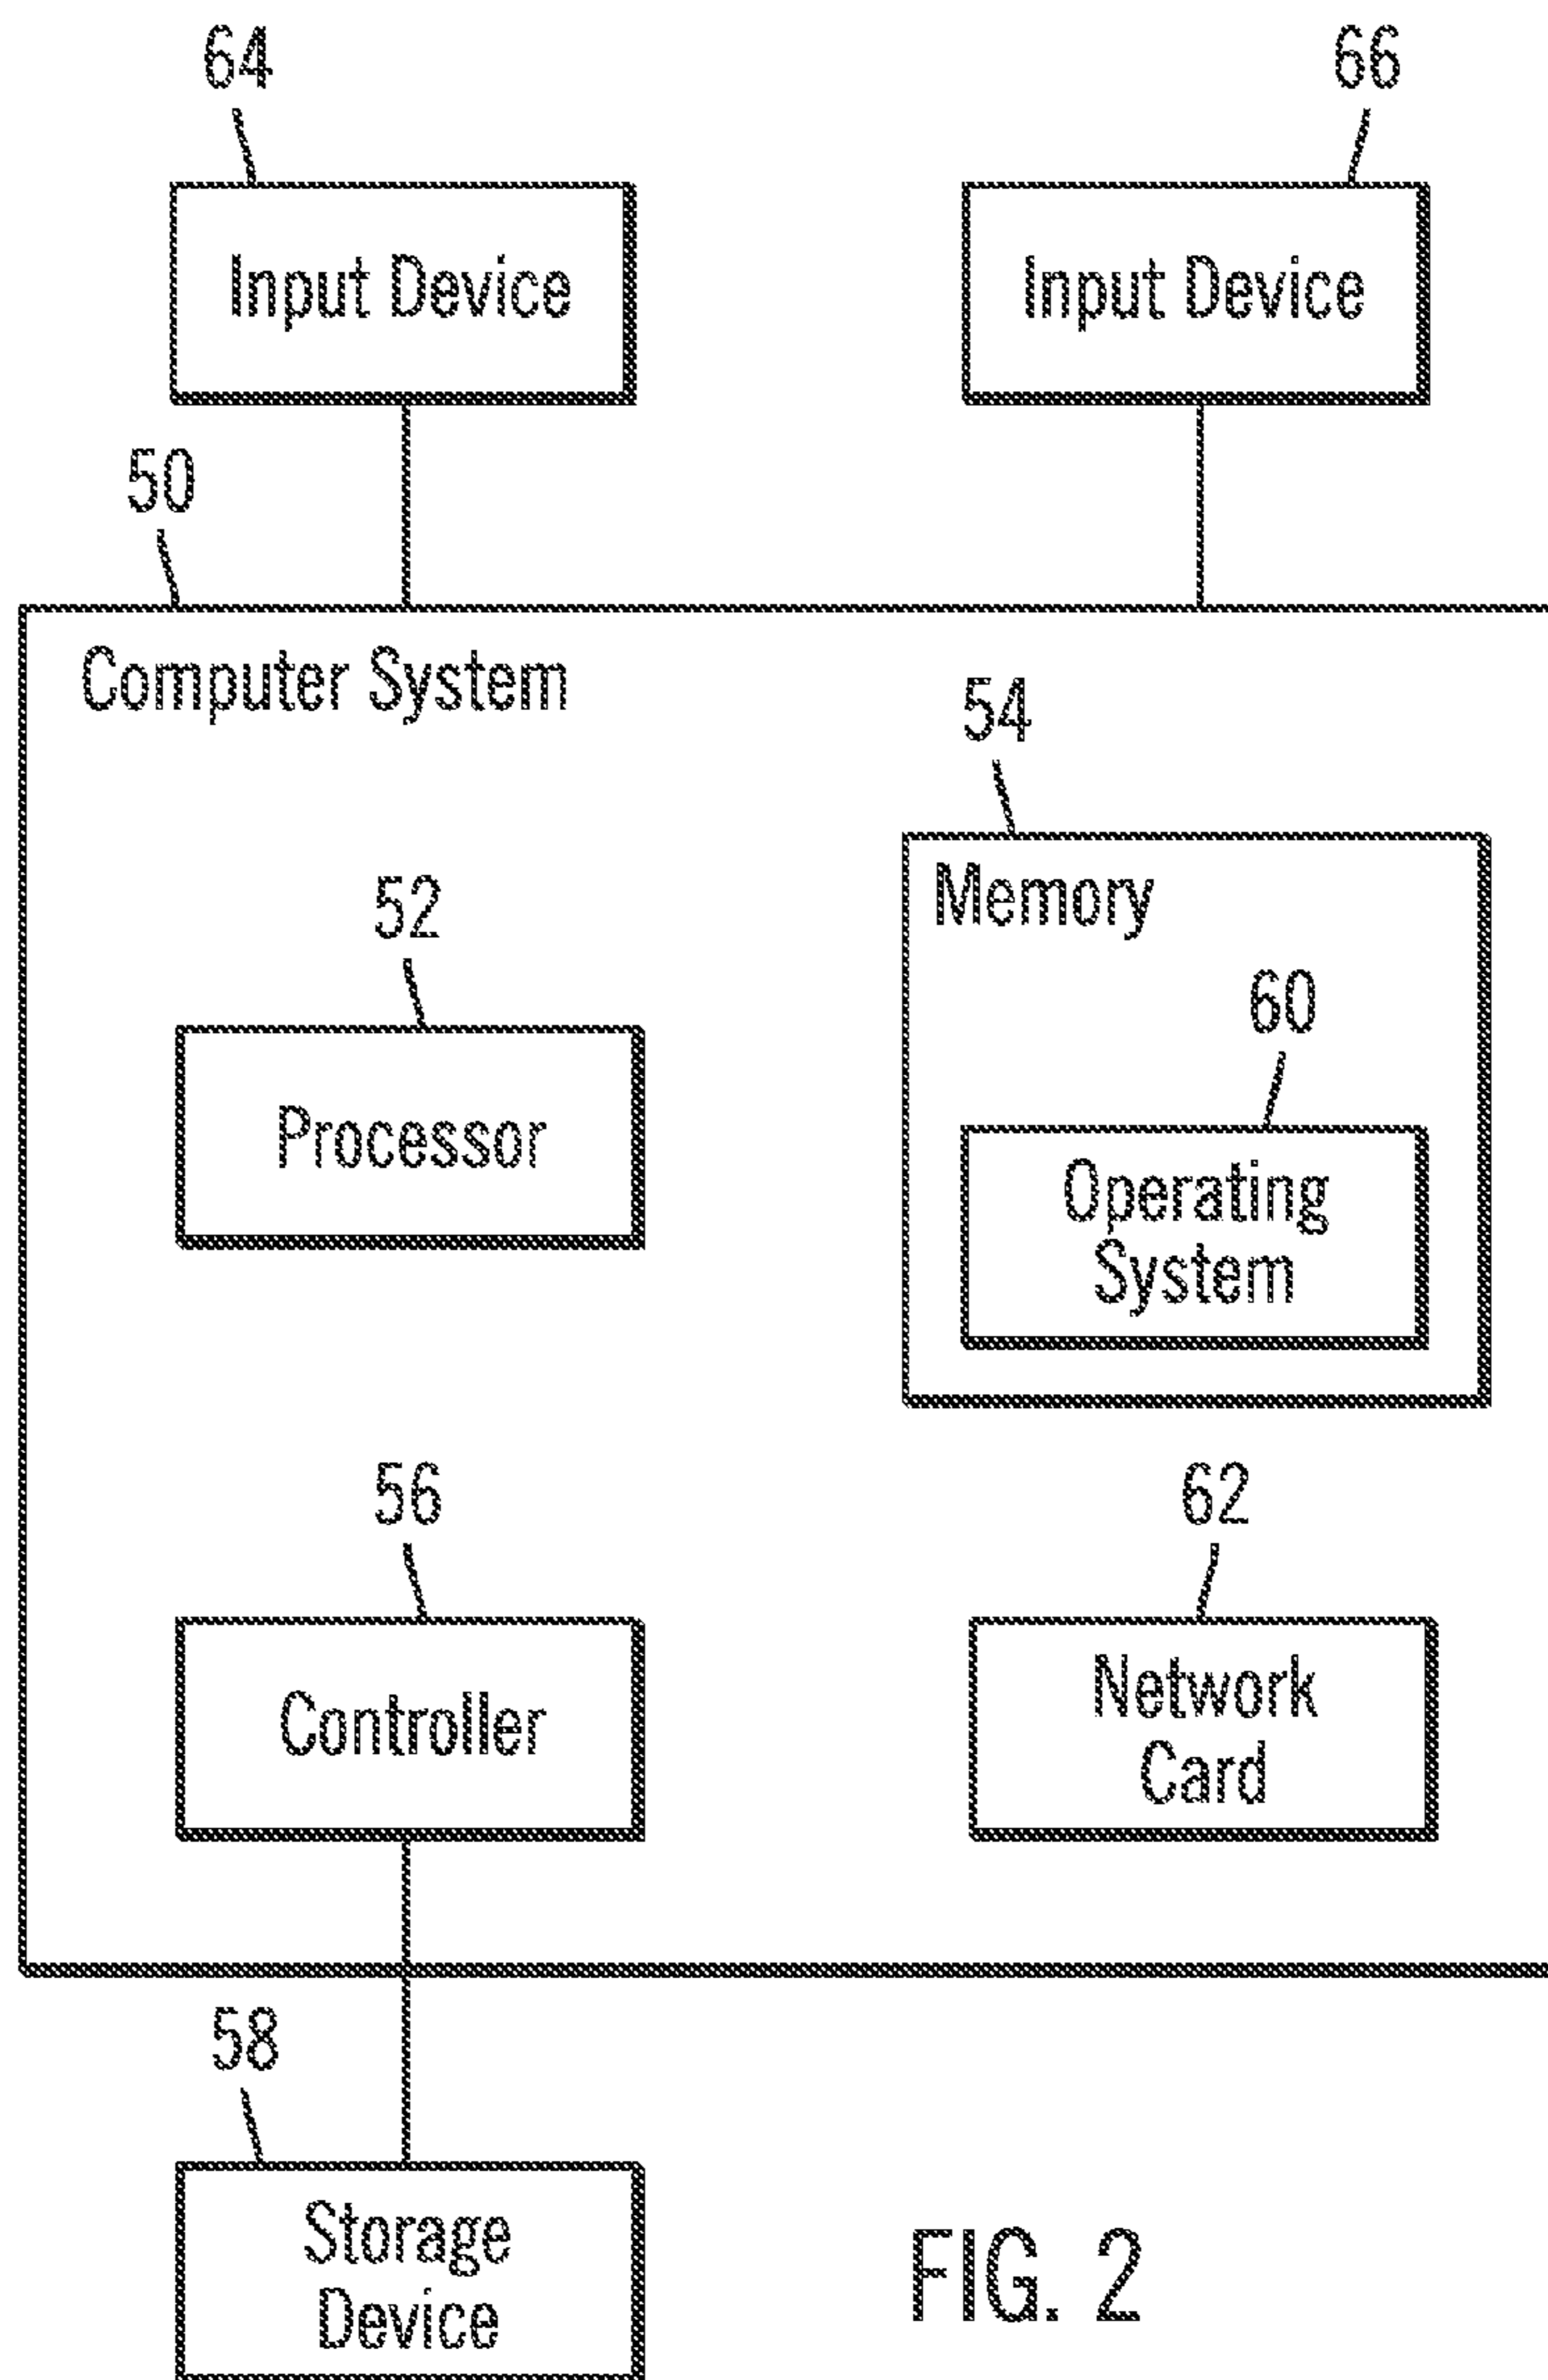 64
66
Input Device
Input Device
50
Computer System
54
Memory
52
60
Processor
Operating
System
56
62
Controller
Network
Card
58
Storage
Device
FIG. 2